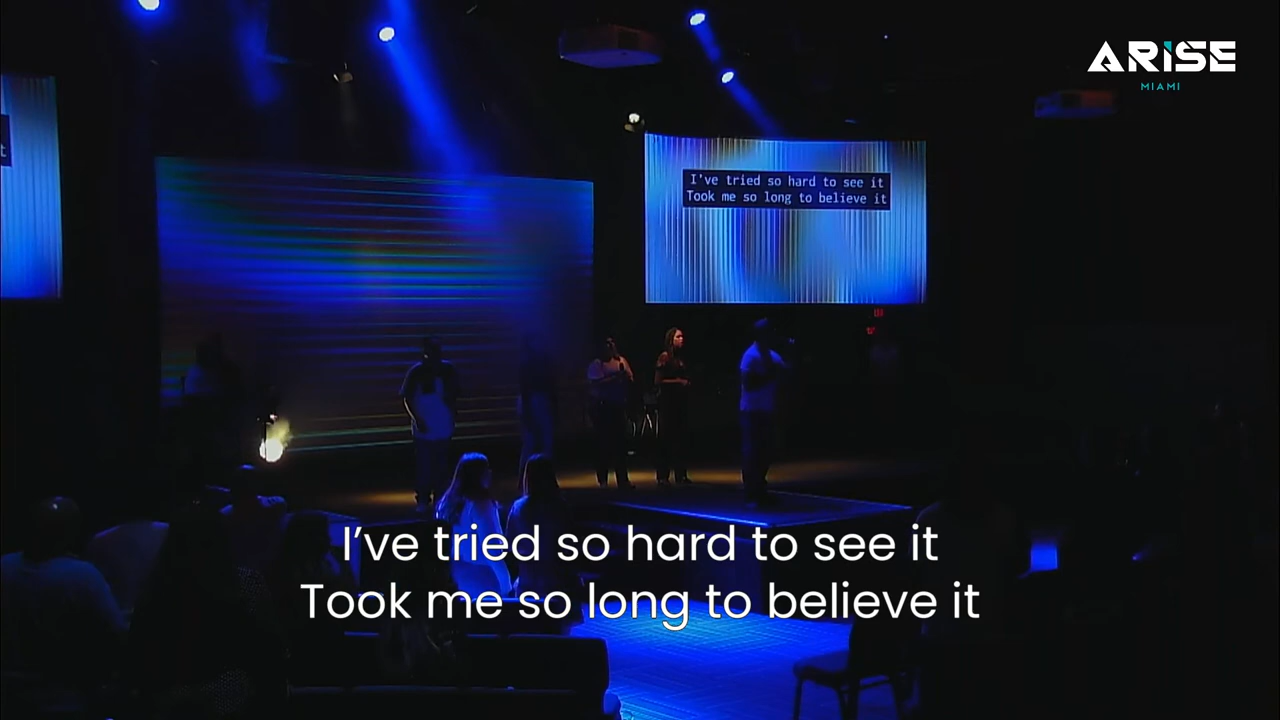 ARISE
MIAMI
t
I've tried so hard to see it
Took me so long to believe it
I've tried so hard to see it
Took me so long to believe it